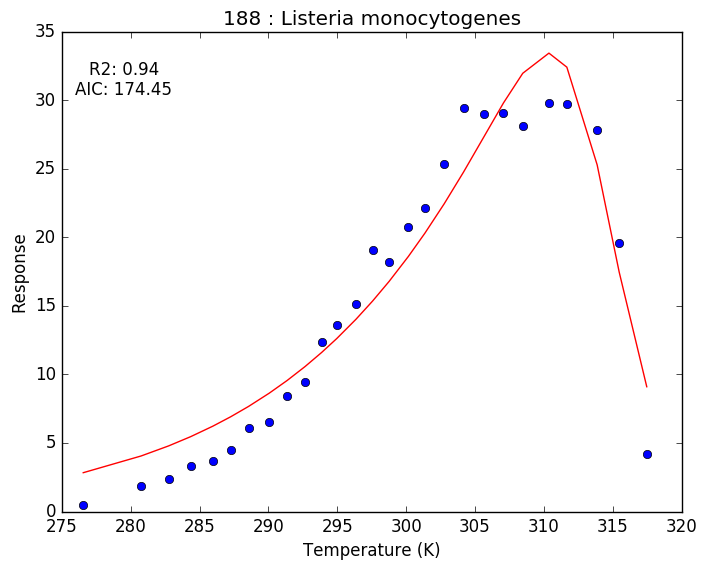 188 : Listeria monocytogenes
R2: 0.94
AIC: 174.45
Response
35
30
25
20
15
10
5
0
275 280 285 290 295 300 305 310 315 320
Temperature (K)